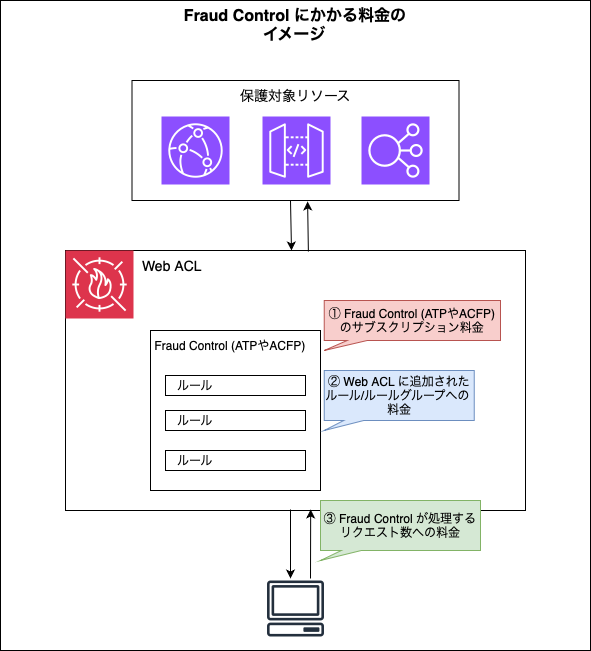 Fraud Control にかかる料金の
イメージ
保護対象リソース
</>
Web ACL
① Fraud Control (ATPやACFP)
のサブスクリプション料金
Fraud Control (ATPやACFP)
② Web ACL に追加された
ルール/ルールグループへの
料金
ルール
ルール
ルール
③ Fraud Control が処理する
リクエスト数への料金